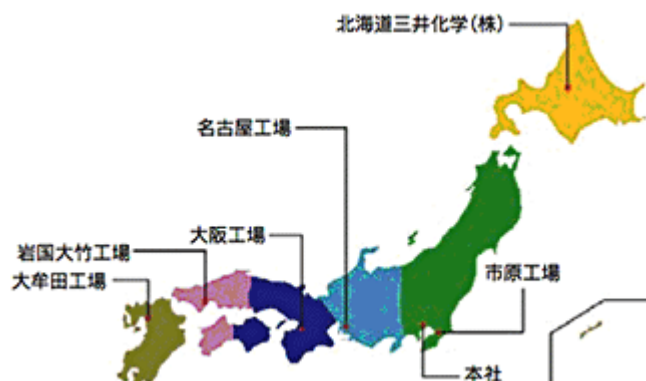 北海道三井化学(株)
名古屋工場
大阪工場
岩国大竹工場
大牟田工場
市原工場
本社